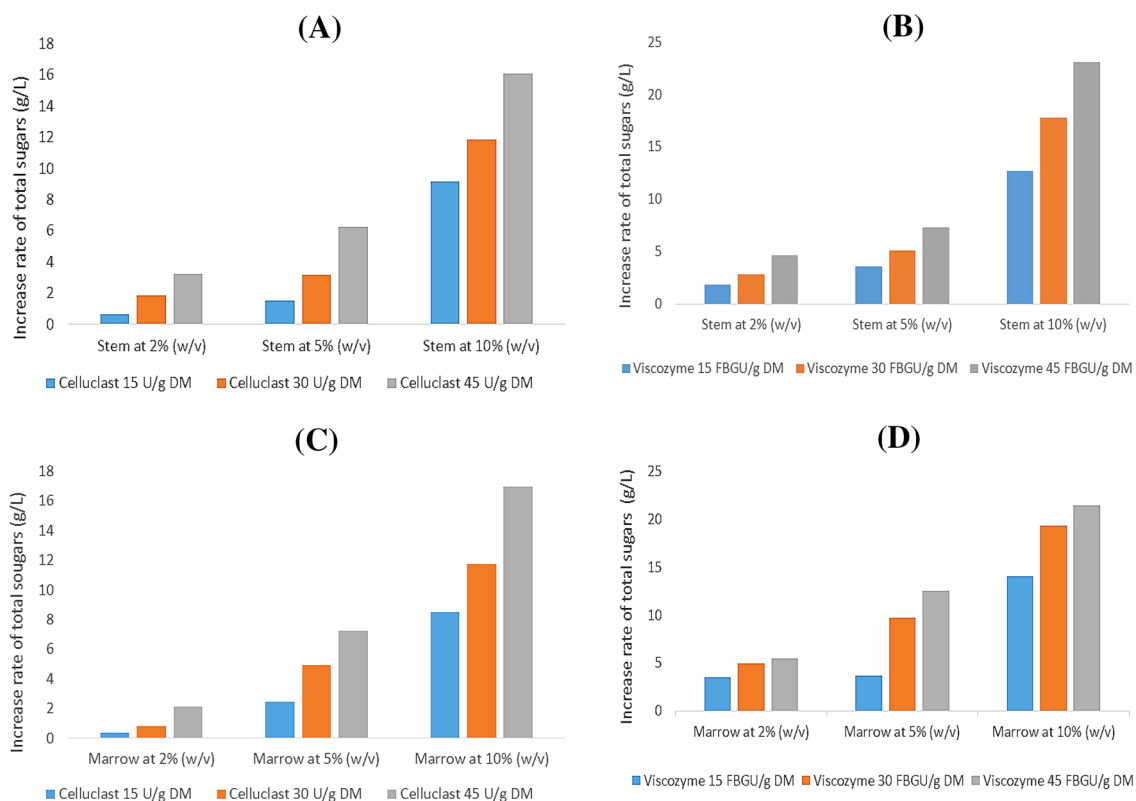 (A)
Increase rate of total sugars (g/L)
18
16
14
12
10
8
6
4
2
0
Stem at 2% (w/v) Stem at 5% (w/v) Stem at 10% (w/v)
Celluclast 15 U/g DM Celluclast 30 U/g DM Celluclast 45 U/g DM
(B)
Increase rate of total sugars (g/L)
25
20
15
10
5
0
Stem at 2% (w/v) Stem at 5% (w/v) Stem at 10% (w/v)
Viscozyme 15 FBGU/g DM Viscozyme 30 FBGU/g DM Viscozyme 45 FBGU/g DM
(C)
Increase rate of total sougars (g/L)
18
16
14
12
10
8
6
4
2
0
Marrow at 2% (w/v) Marrow at 5% (w/v) Marrow at 10% (w/v)
Celluclast 15 U/g DM Celluclast 30 U/g DM Celluclast 45 U/g DM
(D)
Increase rate of total sugars (g/L)
25
20
15
10
5
0
Marrow at 2% (w/v) Marrow at 5% (w/v) Marrow at 10% (w/v)
Viscozyme 15 FBGU/g DM Viscozyme 30 FBGU/g DM Viscozyme 45 FBGU/g DM